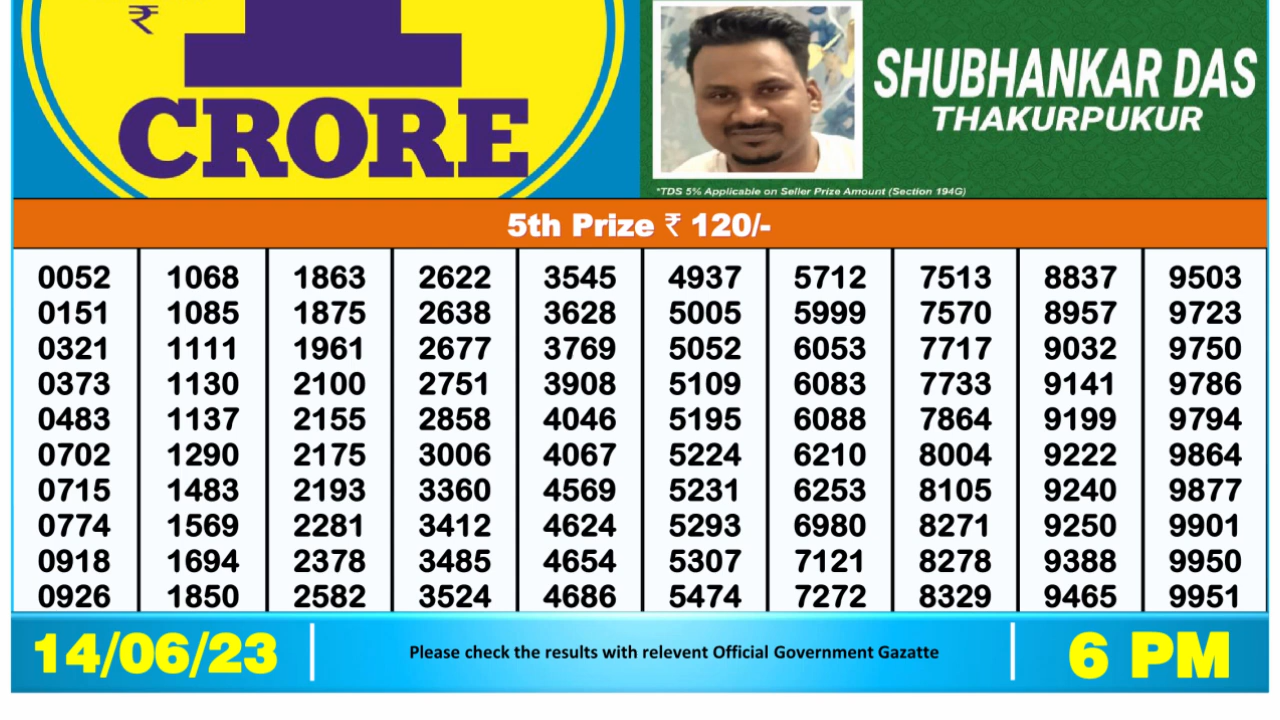 ₹
1
CRORE
SHUBHANKAR DAS
THAKURPUKUR
*TDS 5% Applicable on Seller Prize Amount (Section 194G)
5th Prize ₹ 120/-
0052 1068 1863 2622 3545 4937 5712 7513 8837 9503
0151 1085 1875 2638 3628 5005 5999 7570 8957 9723
0321 1111 1961 2677 3769 5052 6053 7717 9032 9750
0373 1130 2100 2751 3908 5109 6083 7733 9141 9786
0483 1137 2155 2858 4046 5195 6088 7864 9199 9794
0702 1290 2175 3006 4067 5224 6210 8004 9222 9864
0715 1483 2193 3360 4569 5231 6253 8105 9240 9877
0774 1569 2281 3412 4624 5293 6980 8271 9250 9901
0918 1694 2378 3485 4654 5307 7121 8278 9388 9950
0926 1850 2582 3524 4686 5474 7272 8329 9465 9951
14/06/23
Please check the results with relevent Official Government Gazatte
6 PM